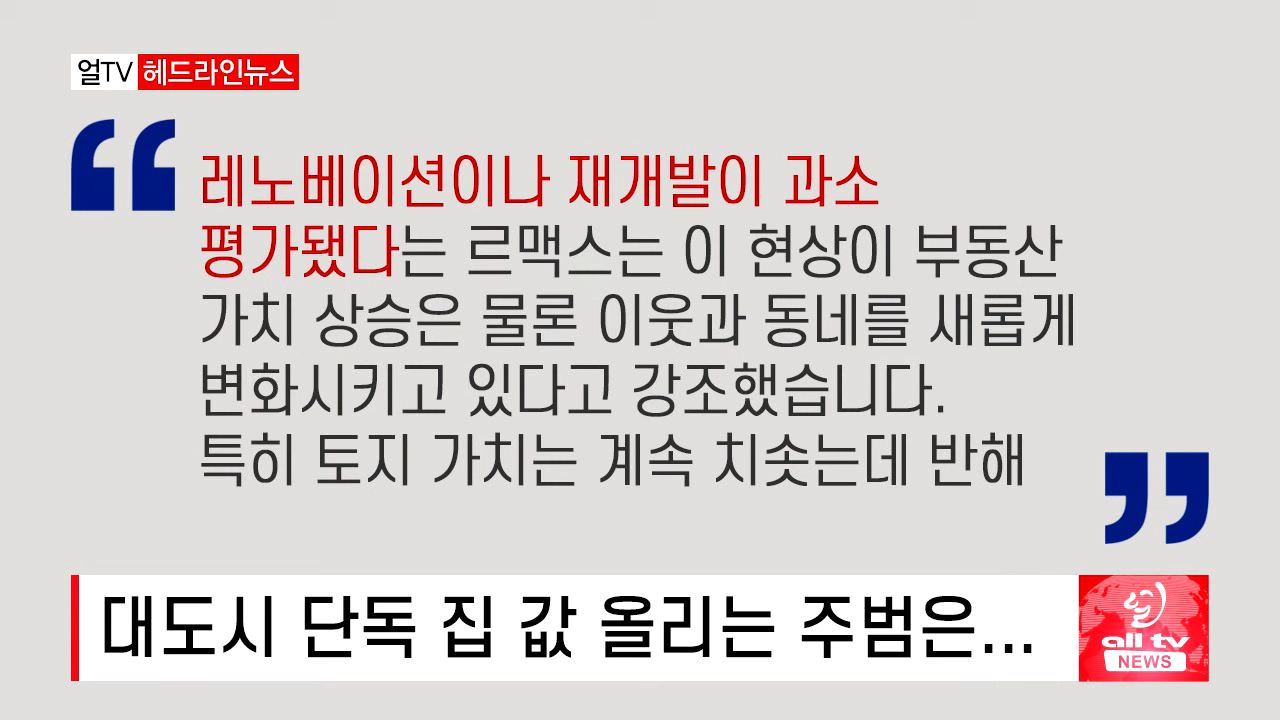 얼TV 헤드라인뉴스
레노베이션이나 재개발이 과소
평가됐다는 르맥스는 이 현상이 부동산
가치 상승은 물론 이웃과 동네를 새롭게
변화시키고 있다고 강조했습니다.
특히 토지 가치는 계속 치솟는데 반해
대도시 단독 집 값 올리는 주범은...
all tv
NEWS